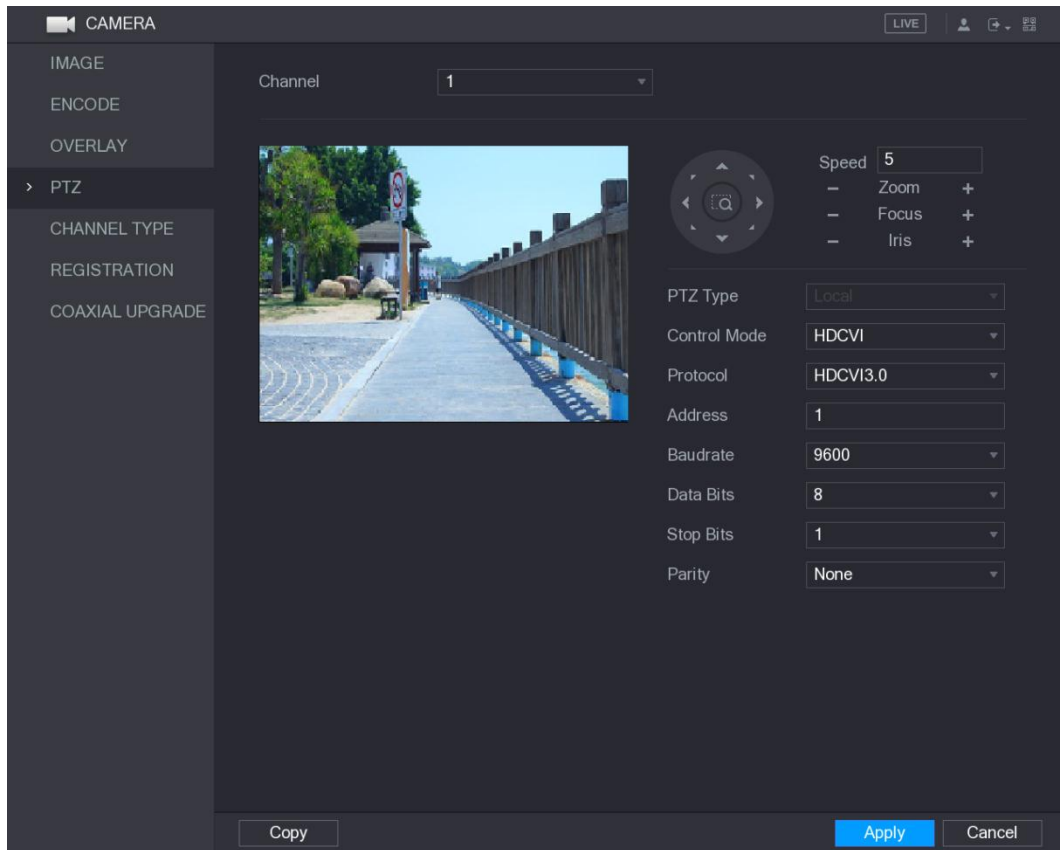 CAMERA
LIVE
IMAGE
ENCODE
OVERLAY
PTZ
CHANNEL TYPE
REGISTRATION
COAXIAL UPGRADE
Channel 1
Speed 5
Zoom
Focus
Iris
PTZ Type Local
Control Mode HDCVI
Protocol HDCVI3.0
Address 1
Baudrate 9600
Data Bits 8
Stop Bits 1
Parity None
Copy Apply Cancel